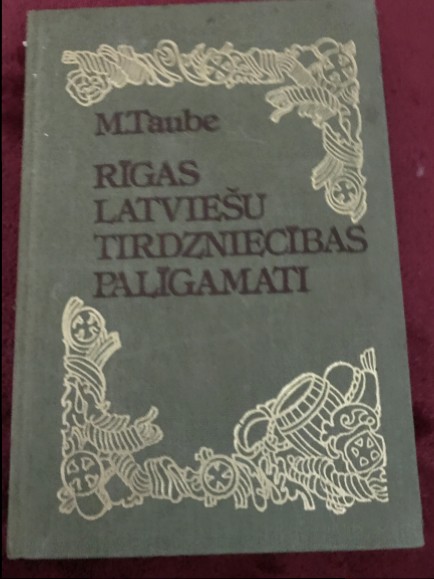 M.Taube
RĪGAS
LATVIEŠU
TIRDZNIECĪBAS
PALĪGAMATI